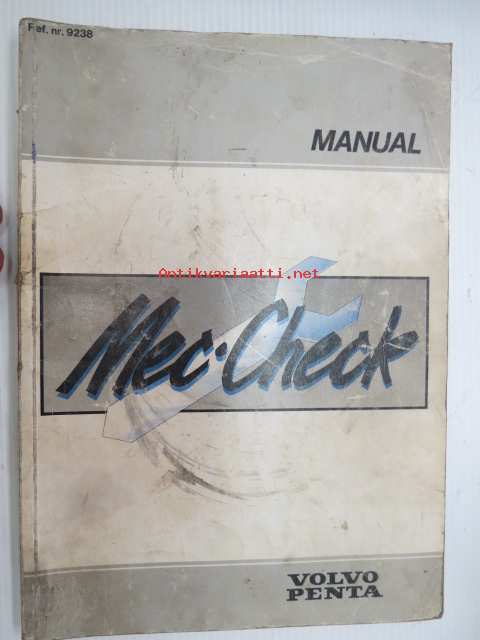 Ref. nr. 9238
MANUAL
Antikvariaatti.net
Mec·Check
VOLVO
PENTA